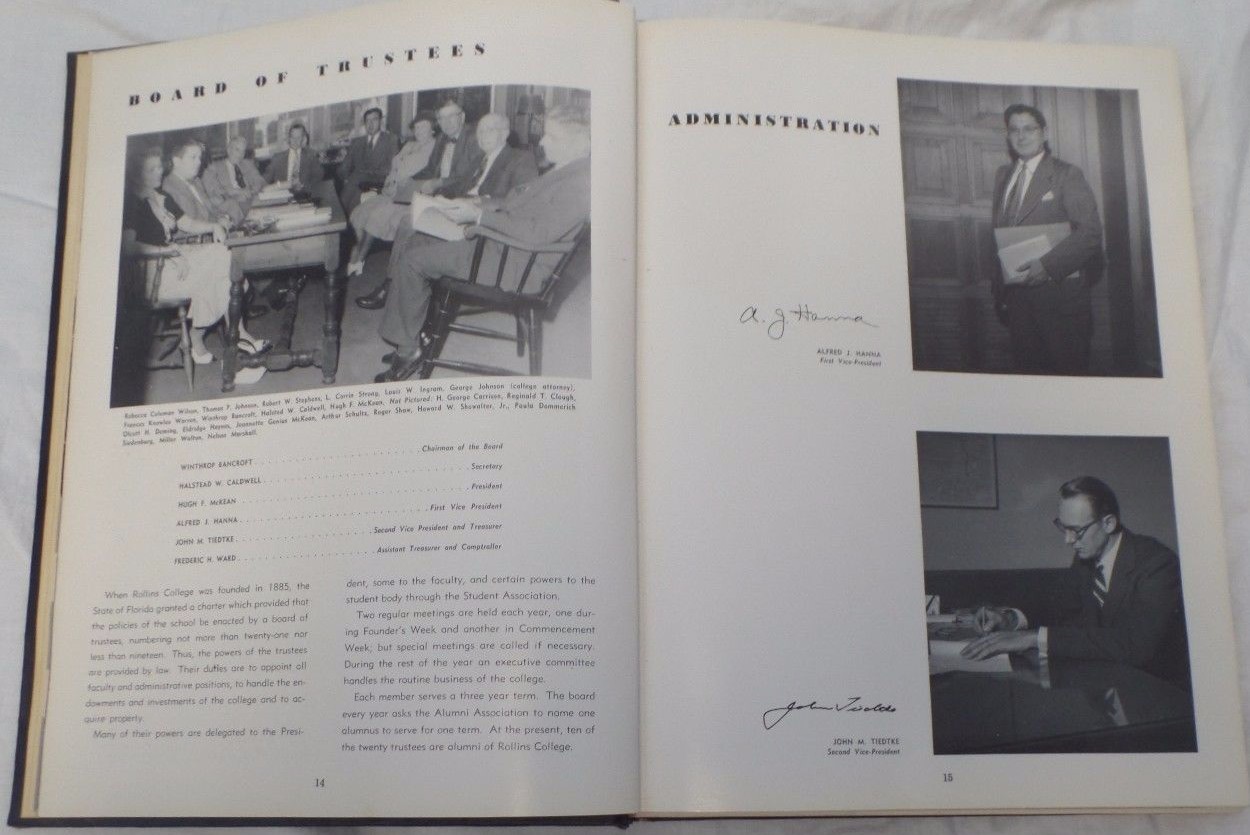 BOARD OF TRUSTEES
Rebecca Coleman Wilson, Thomas P. Johnson, Robert W. Stephens, L. Corrin Strong, Louis W. Ingram, George Johnson (college attorney),
Frances Knowles Warren, Winthrop Bancroft, Halsted W. Caldwell, Hugh F. McKean. Not Pictured: H. George Carrison, Reginald T. Clough,
Olcott H. Deming, Eldridge Haynes, Jeannette Genius McKean, Arthur Schultz, Roger Shaw, Howard W. Showalter, Jr., Paula Dommerich
Siedenburg, Miller Walton, Nelson Marshall.
WINTHROP BANCROFT Chairman of the Board
HALSTEAD W. CALDWELL Secretary
HUGH F. McKEAN President
ALFRED J. HANNA First Vice President
JOHN M. TIEDTKE Second Vice President and Treasurer
FREDERIC H. WARD Assistant Treasurer and Comptroller
When Rollins College was founded in 1885, the
State of Florida granted a charter which provided that
the policies of the school be enacted by a board of
trustees, numbering not more than twenty-one nor
less than nineteen. Thus, the powers of the trustees
are provided by law. Their duties are to appoint all
faculty and administrative positions, to handle the en-
dowments and investments of the college and to ac-
quire property.
Many of their powers are delegated to the Presi-
dent, some to the faculty, and certain powers to the
student body through the Student Association.
Two regular meetings are held each year, one dur-
ing Founder's Week and another in Commencement
Week; but special meetings are called if necessary.
During the rest of the year an executive committee
handles the routine business of the college.
Each member serves a three year term. The board
every year asks the Alumni Association to name one
alumnus to serve for one term. At the present, ten of
the twenty trustees are alumni of Rollins College.
14
ADMINISTRATION
A. J. Hanna
ALFRED J. HANNA
First Vice-President
John Tiedtke
JOHN M. TIEDTKE
Second Vice-President
15